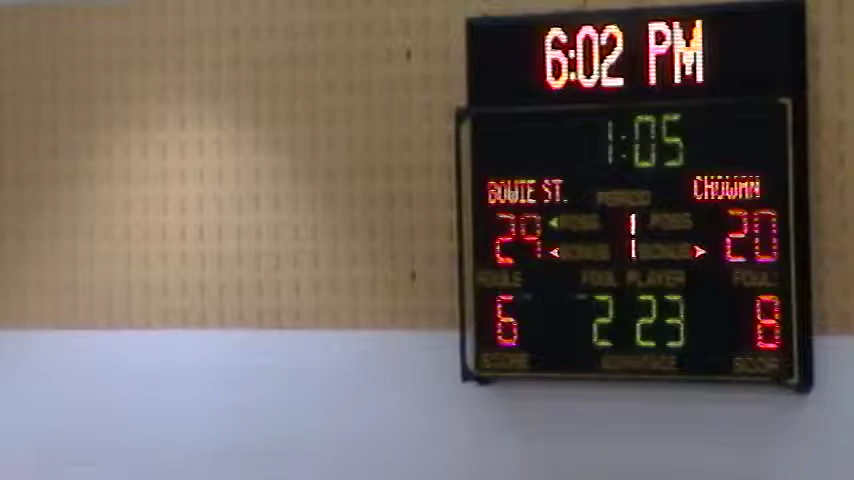 6:02 PM
1:05
BOWIE ST. PERIOD CHOWAN
29 POSS 1 POSS 20
BONUS BONUS
FOULS FOUL PLAYER FOULS
6 2 23 8